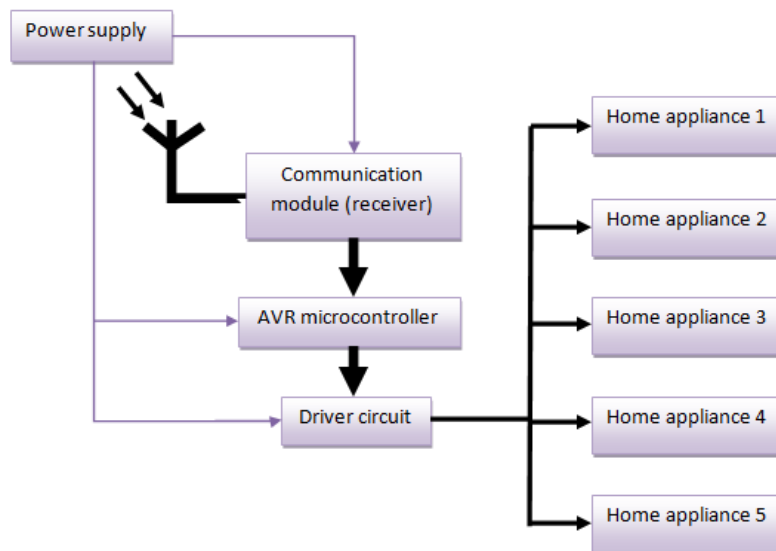 Power supply
Communication
module (receiver)
AVR microcontroller
Driver circuit
Home appliance 1
Home appliance 2
Home appliance 3
Home appliance 4
Home appliance 5